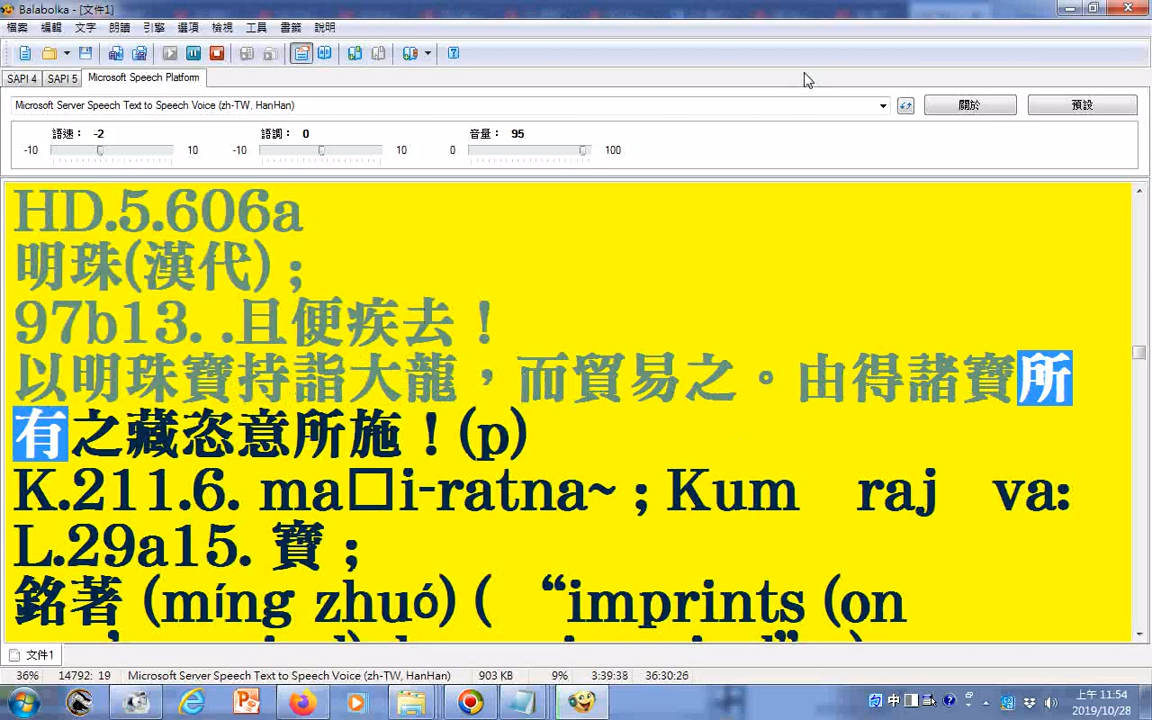 Balabolka - [文件1]
檔案 編輯 文字 朗讀 引擎 選項 檢視 工具 書籤 說明
SAPI 4 SAPI 5 Microsoft Speech Platform
Microsoft Server Speech Text to Speech Voice (zh-TW, HanHan) 關於 預設
語速： -2 語調： 0 音量： 95
-10 10 -10 10 0 100
HD.5.606a
明珠(漢代)；
97b13. .且便疾去！
以明珠寶持詣大龍，而貿易之。由得諸寶所
有之藏恣意所施！(p)
K.211.6. ma□i-ratna~ ; Kum raj va:
L.29a15. 寶；
銘著 (míng zhuó) ( “imprints (on
文件1
36% 14792: 19 Microsoft Server Speech Text to Speech Voice (zh-TW, HanHan) 903 KB 9% 3:39:38 36:30:26
中 上午 11:54
2019/10/28